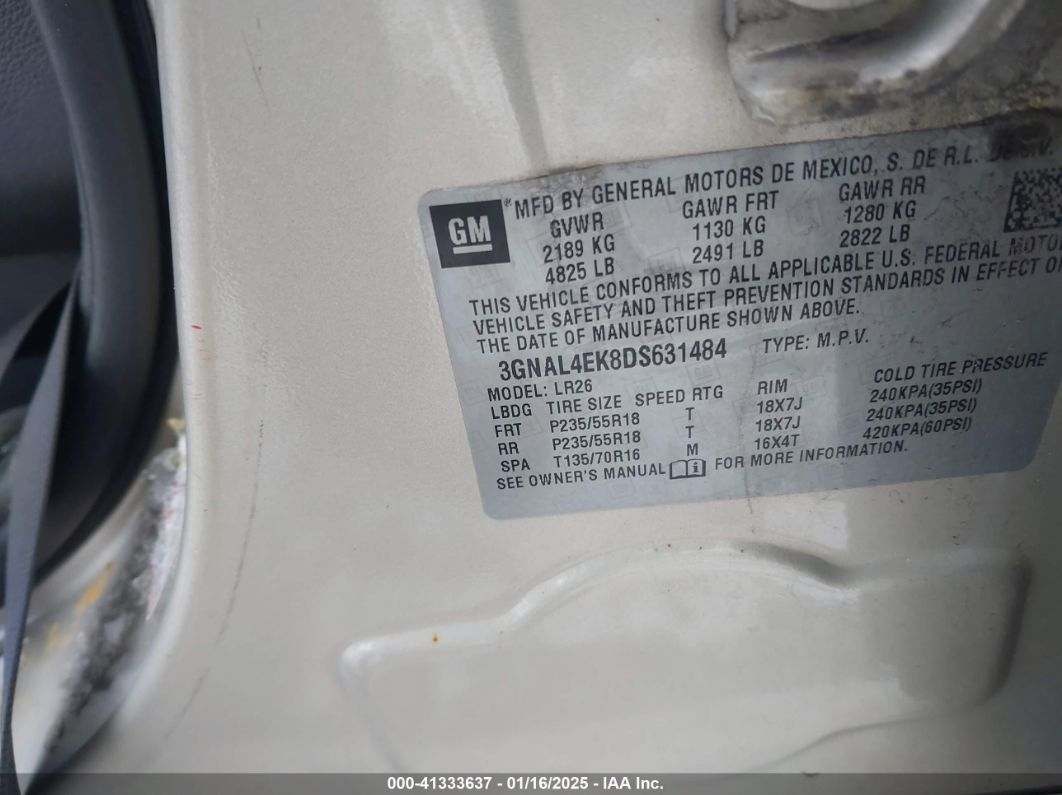 GM
®MFD BY GENERAL MOTORS DE MEXICO, S. DE R.L. DE C.V.
GVWR GAWR FRT GAWR RR
2189 KG 1130 KG 1280 KG
4825 LB 2491 LB 2822 LB
THIS VEHICLE CONFORMS TO ALL APPLICABLE U.S. FEDERAL MOTO
VEHICLE SAFETY AND THEFT PREVENTION STANDARDS IN EFFECT O
THE DATE OF MANUFACTURE SHOWN ABOVE.
3GNAL4EK8DS631484 TYPE: M.P.V.
MODEL: LR26
LBDG TIRE SIZE SPEED RTG RIM COLD TIRE PRESSURE
FRT P235/55R18 T 18X7J 240KPA(35PSI)
RR P235/55R18 T 18X7J 240KPA(35PSI)
SPA T135/70R16 M 16X4T 420KPA(60PSI)
SEE OWNER'S MANUAL i FOR MORE INFORMATION.
000-41333637 - 01/16/2025 - IAA Inc.